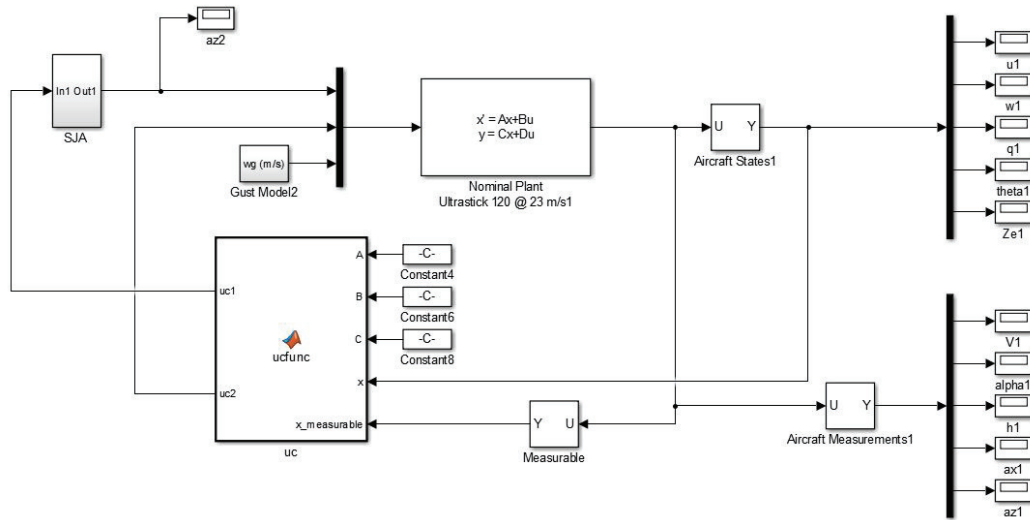 az2
In1 Out1
SJA
wg (m/s)
Gust Model2
x' = Ax+Bu
y = Cx+Du
Nominal Plant
Ultrastick 120 @ 23 m/s1
U Y
Aircraft States1
u1
w1
q1
theta1
Ze1
uc1
uc2
ucfunc
A
B
C
x
x_measurable
uc
-C-
Constant4
-C-
Constant6
-C-
Constant8
Y U
Measurable
U Y
Aircraft Measurements1
V1
alpha1
h1
ax1
az1